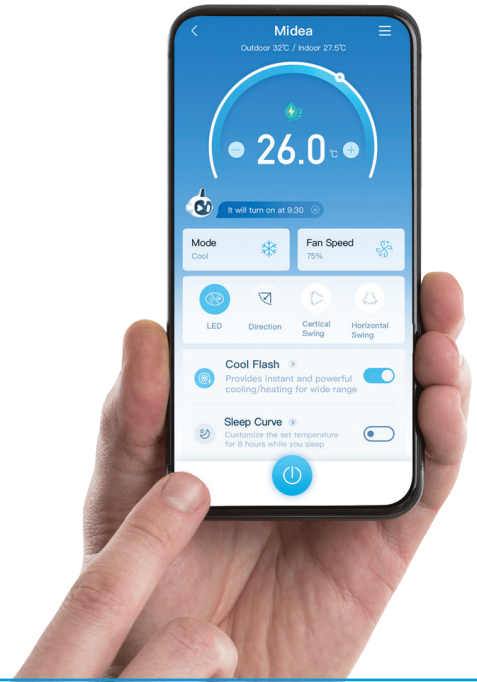 Midea
Outdoor 32℃ / Indoor 27.5℃
26.0 ℃
It will turn on at 9:30
Mode
Cool
Fan Speed
75%
LED
Direction
Certical
Swing
Horizontal
Swing
Cool Flash
Provides instant and powerful
cooling/heating for wide range
Sleep Curve
Customize the set temperature
for 8 hours while you sleep